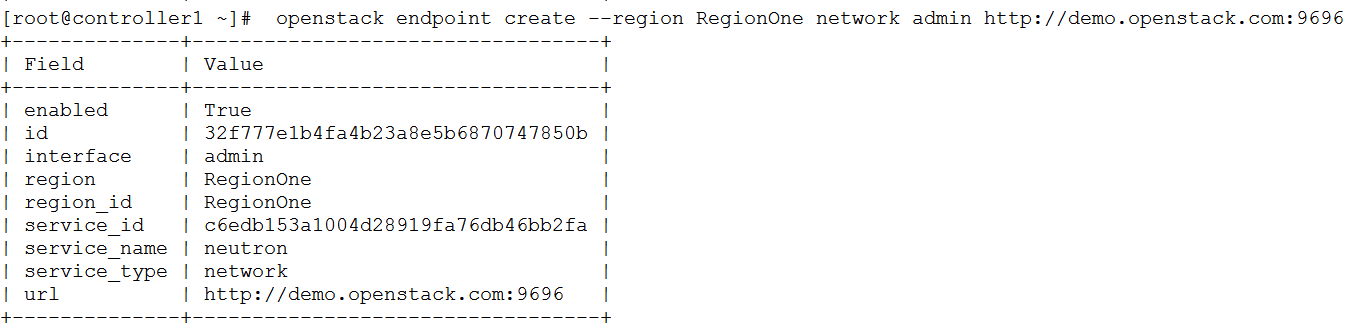 [root@controller1 ~]#  openstack endpoint create --region RegionOne network admin http://demo.openstack.com:9696
+--------------+----------------------------------+
| Field        | Value                            |
+--------------+----------------------------------+
| enabled      | True                             |
| id           | 32f777e1b4fa4b23a8e5b6870747850b |
| interface    | admin                            |
| region       | RegionOne                        |
| region_id    | RegionOne                        |
| service_id   | c6edb153a1004d28919fa76db46bb2fa |
| service_name | neutron                          |
| service_type | network                          |
| url          | http://demo.openstack.com:9696   |
+--------------+----------------------------------+